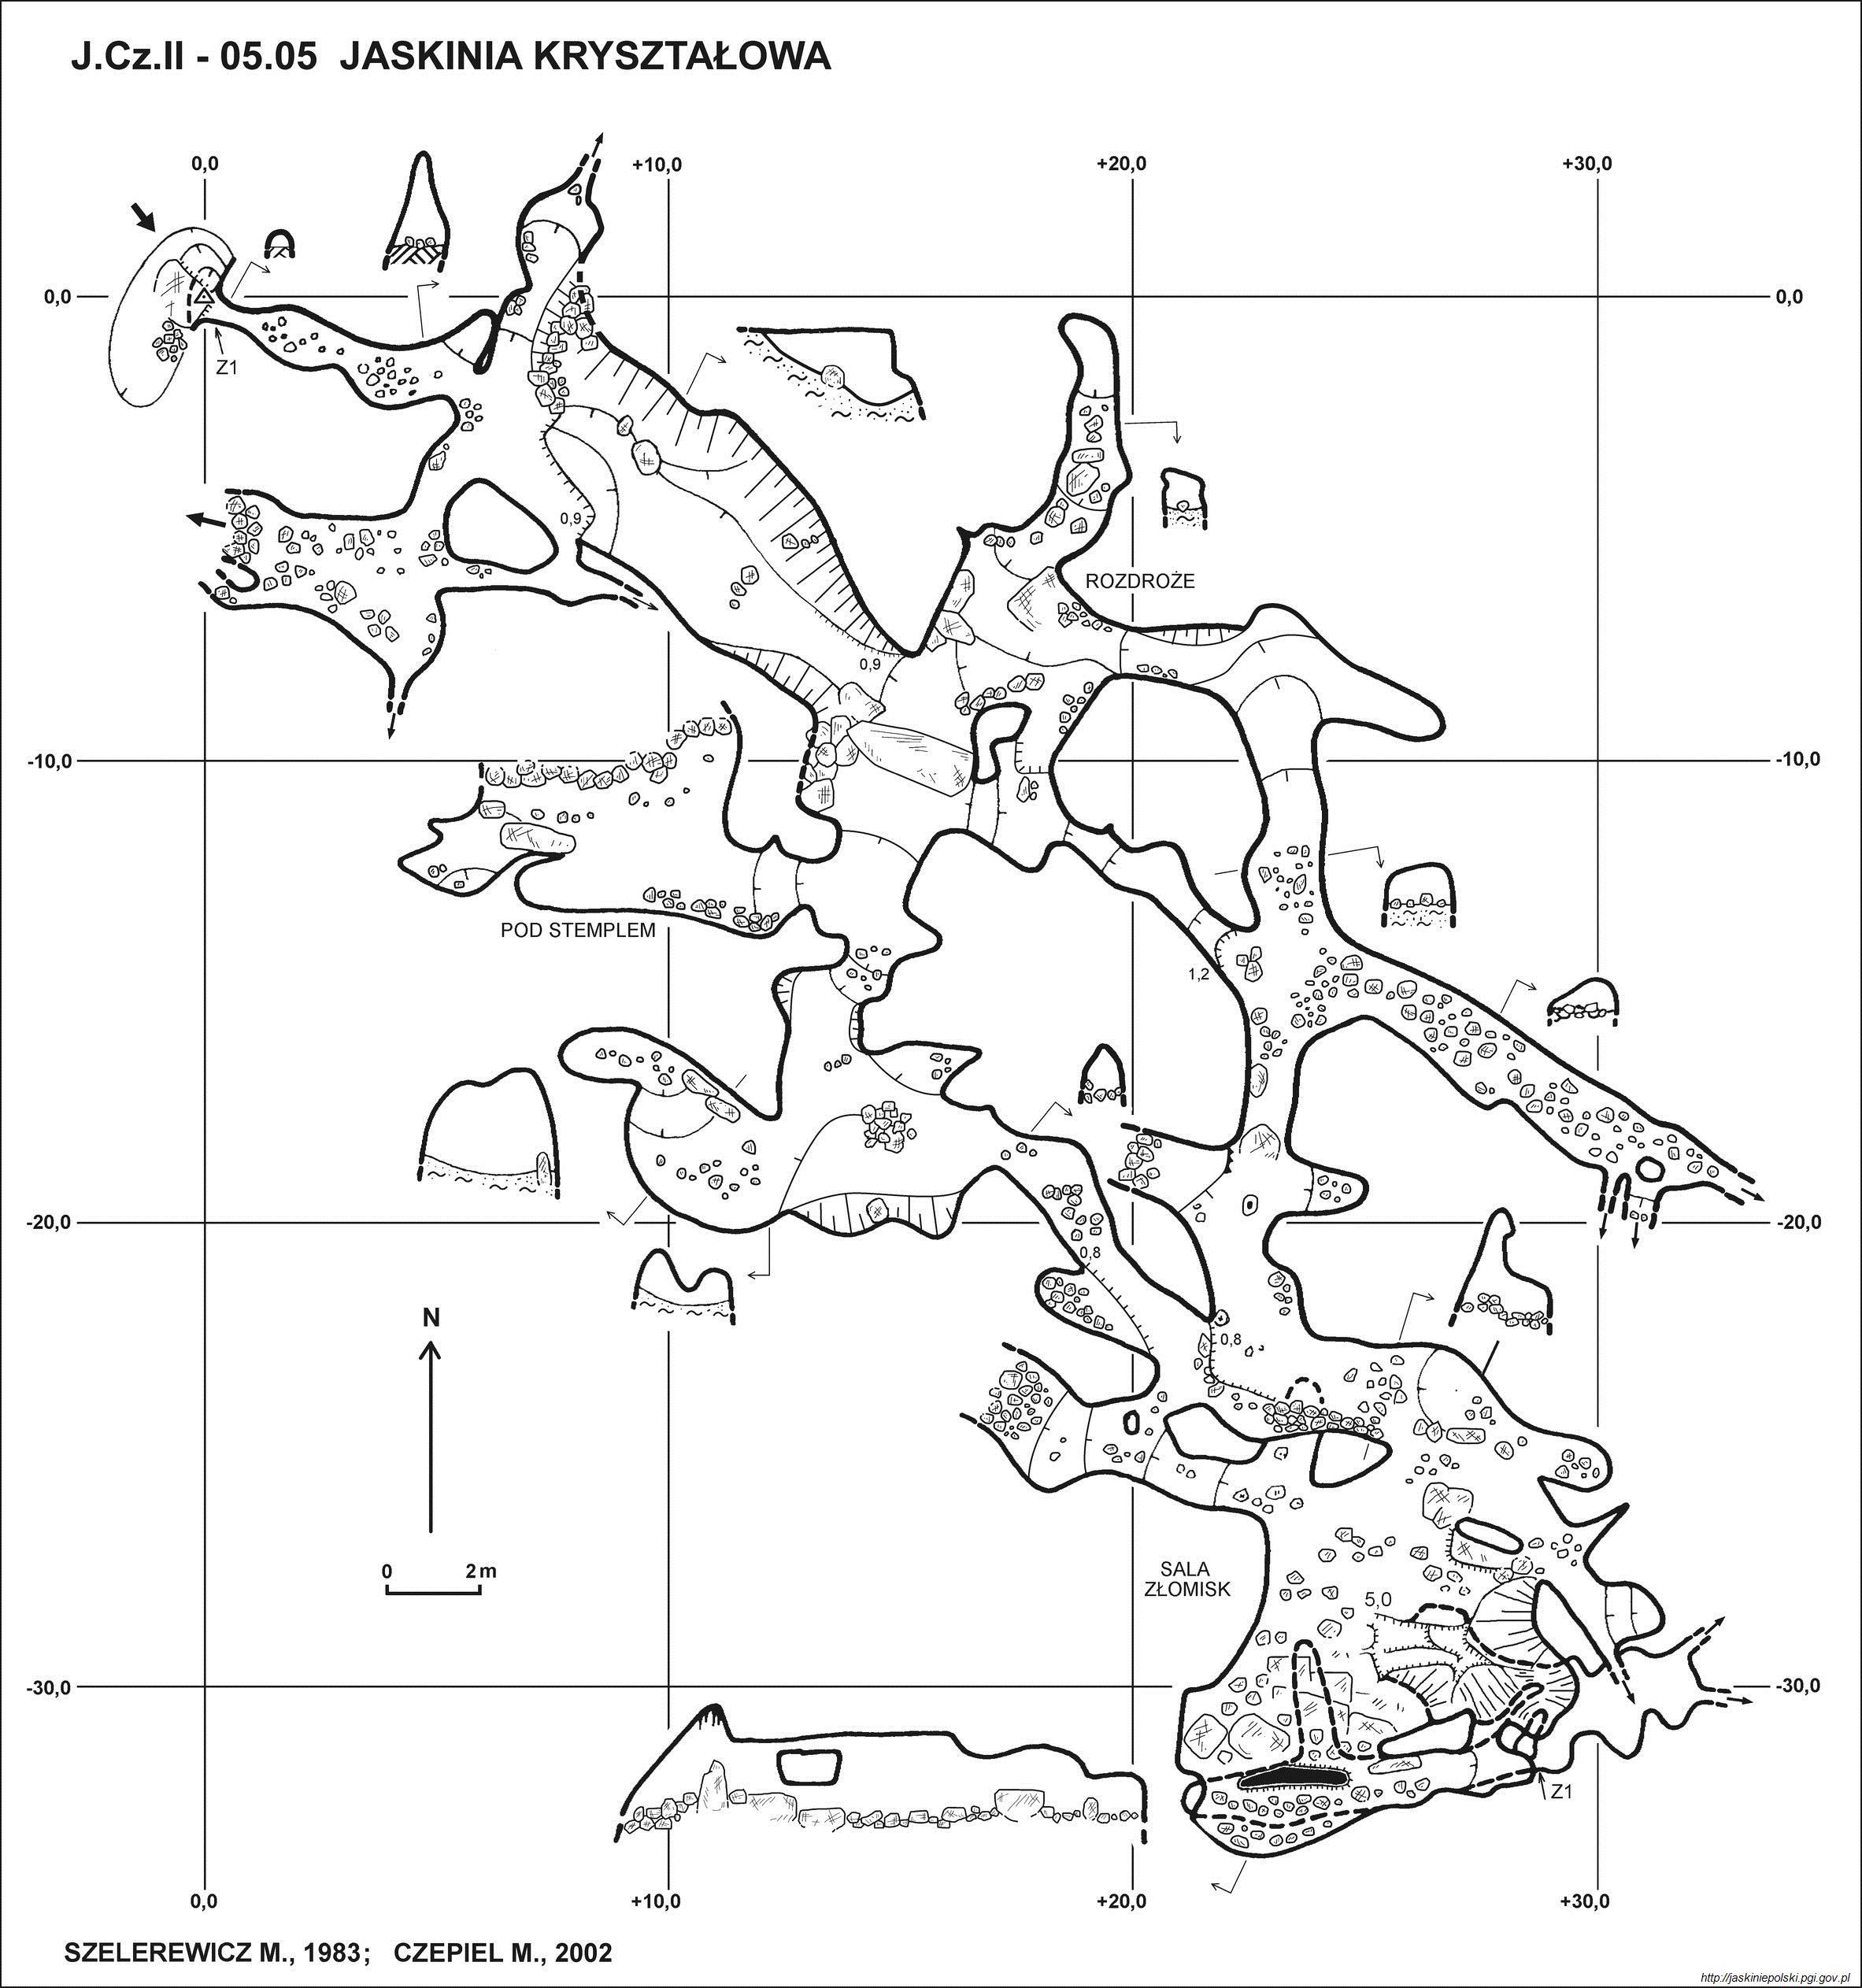 J.Cz.II - 05.05 JASKINIA KRYSZTAŁOWA
0,0 +10,0 +20,0 +30,0
0,0 0,0
Z1
0,9
ROZDROŻE
0,9
-10,0 -10,0
POD STEMPLEM
1,2
-20,0 -20,0
0,8
N
0,8
0 2m
SALA
ZŁOMISK
5,0
-30,0 -30,0
Z1
0,0 +10,0 +20,0 +30,0
SZELEREWICZ M., 1983; CZEPIEL M., 2002
http://jaskiniepolski.pgi.gov.pl